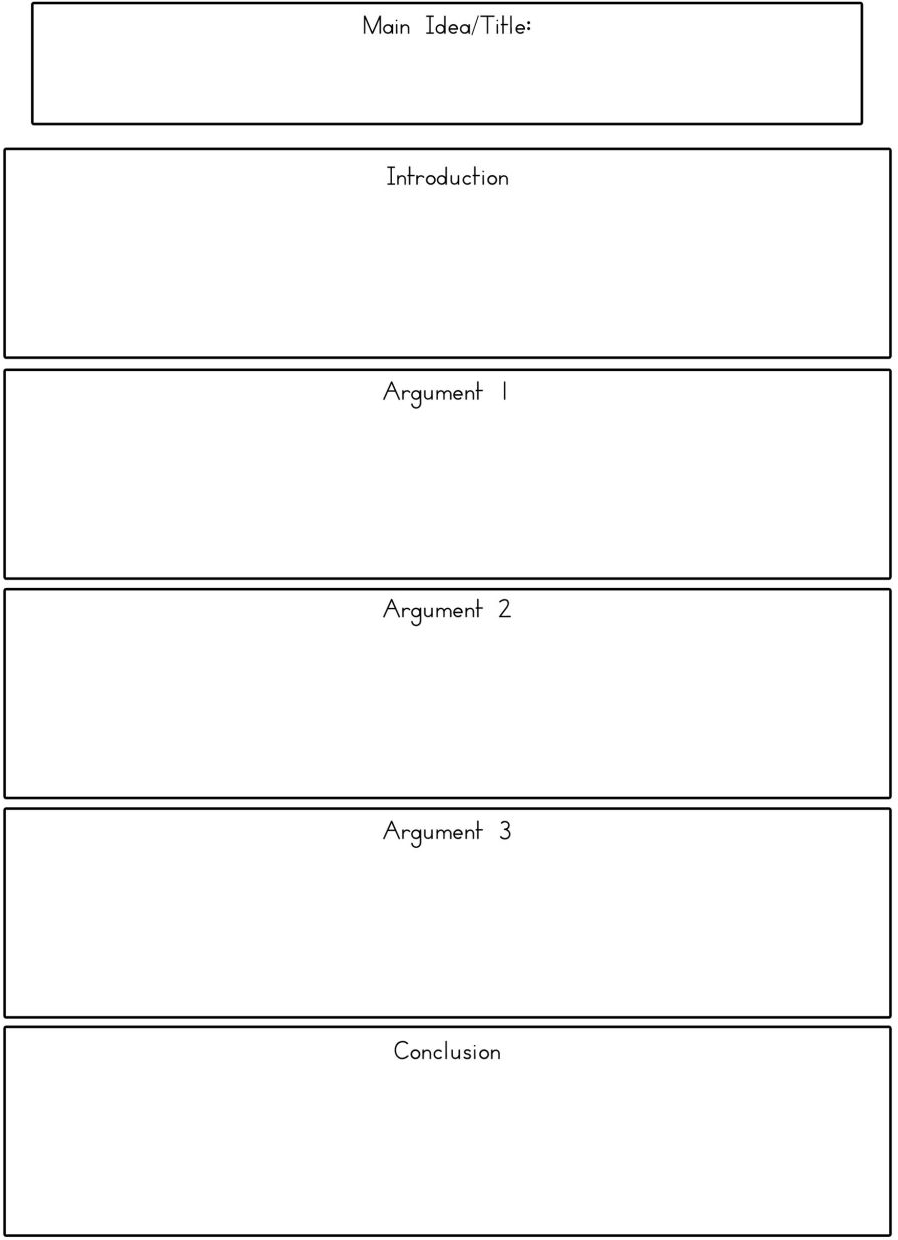 Main Idea/Title:
Introduction
Argument 1
Argument 2
Argument 3
Conclusion